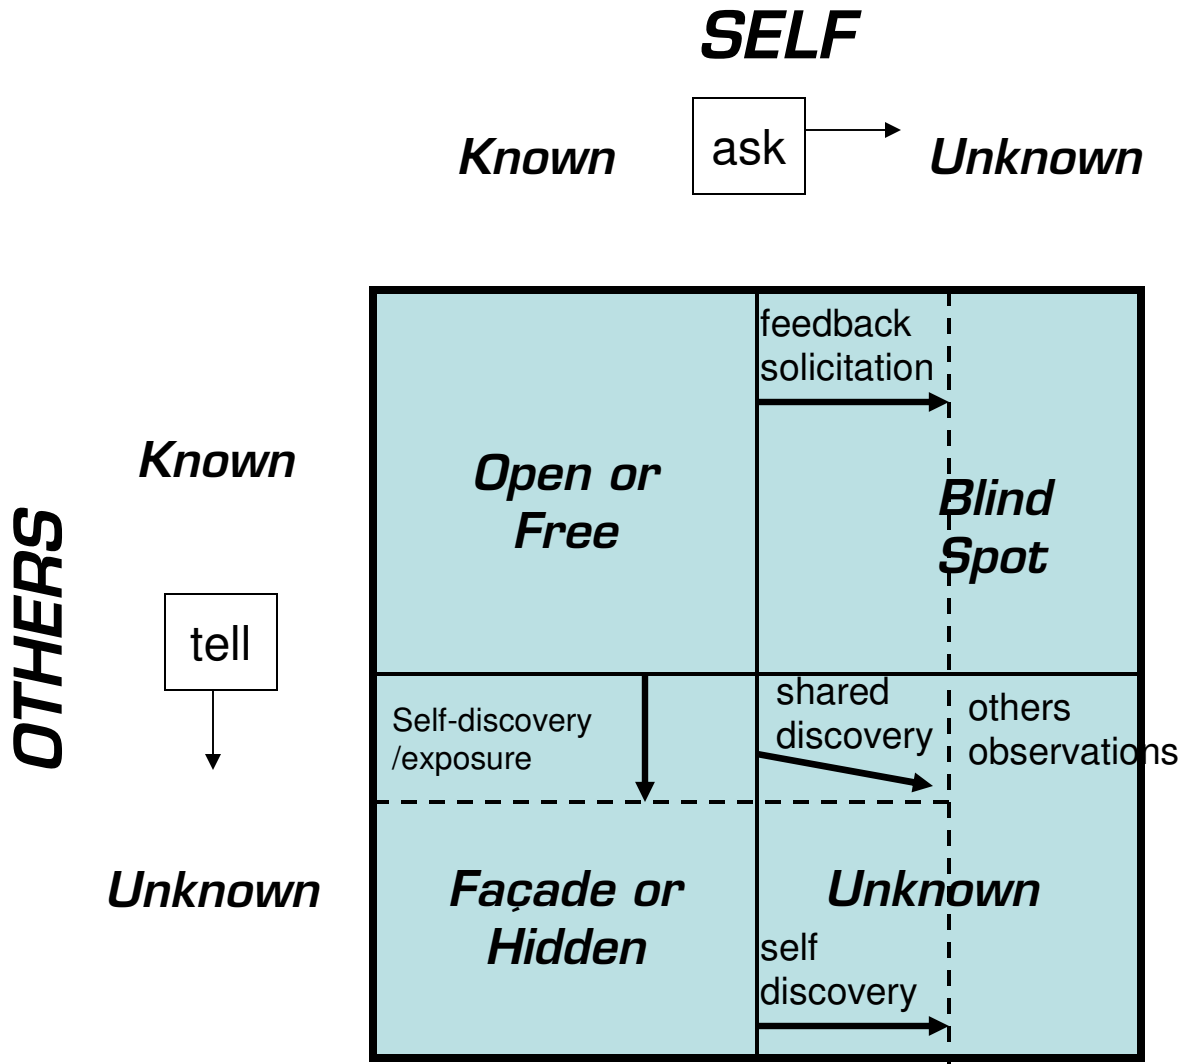 SELF
Known
ask
Unknown
feedback
solicitation
Known
Open or
Free
Blind
Spot
OTHERS
tell
Self-discovery
/exposure
shared
discovery
others
observations
Unknown
Façade or
Hidden
Unknown
self
discovery